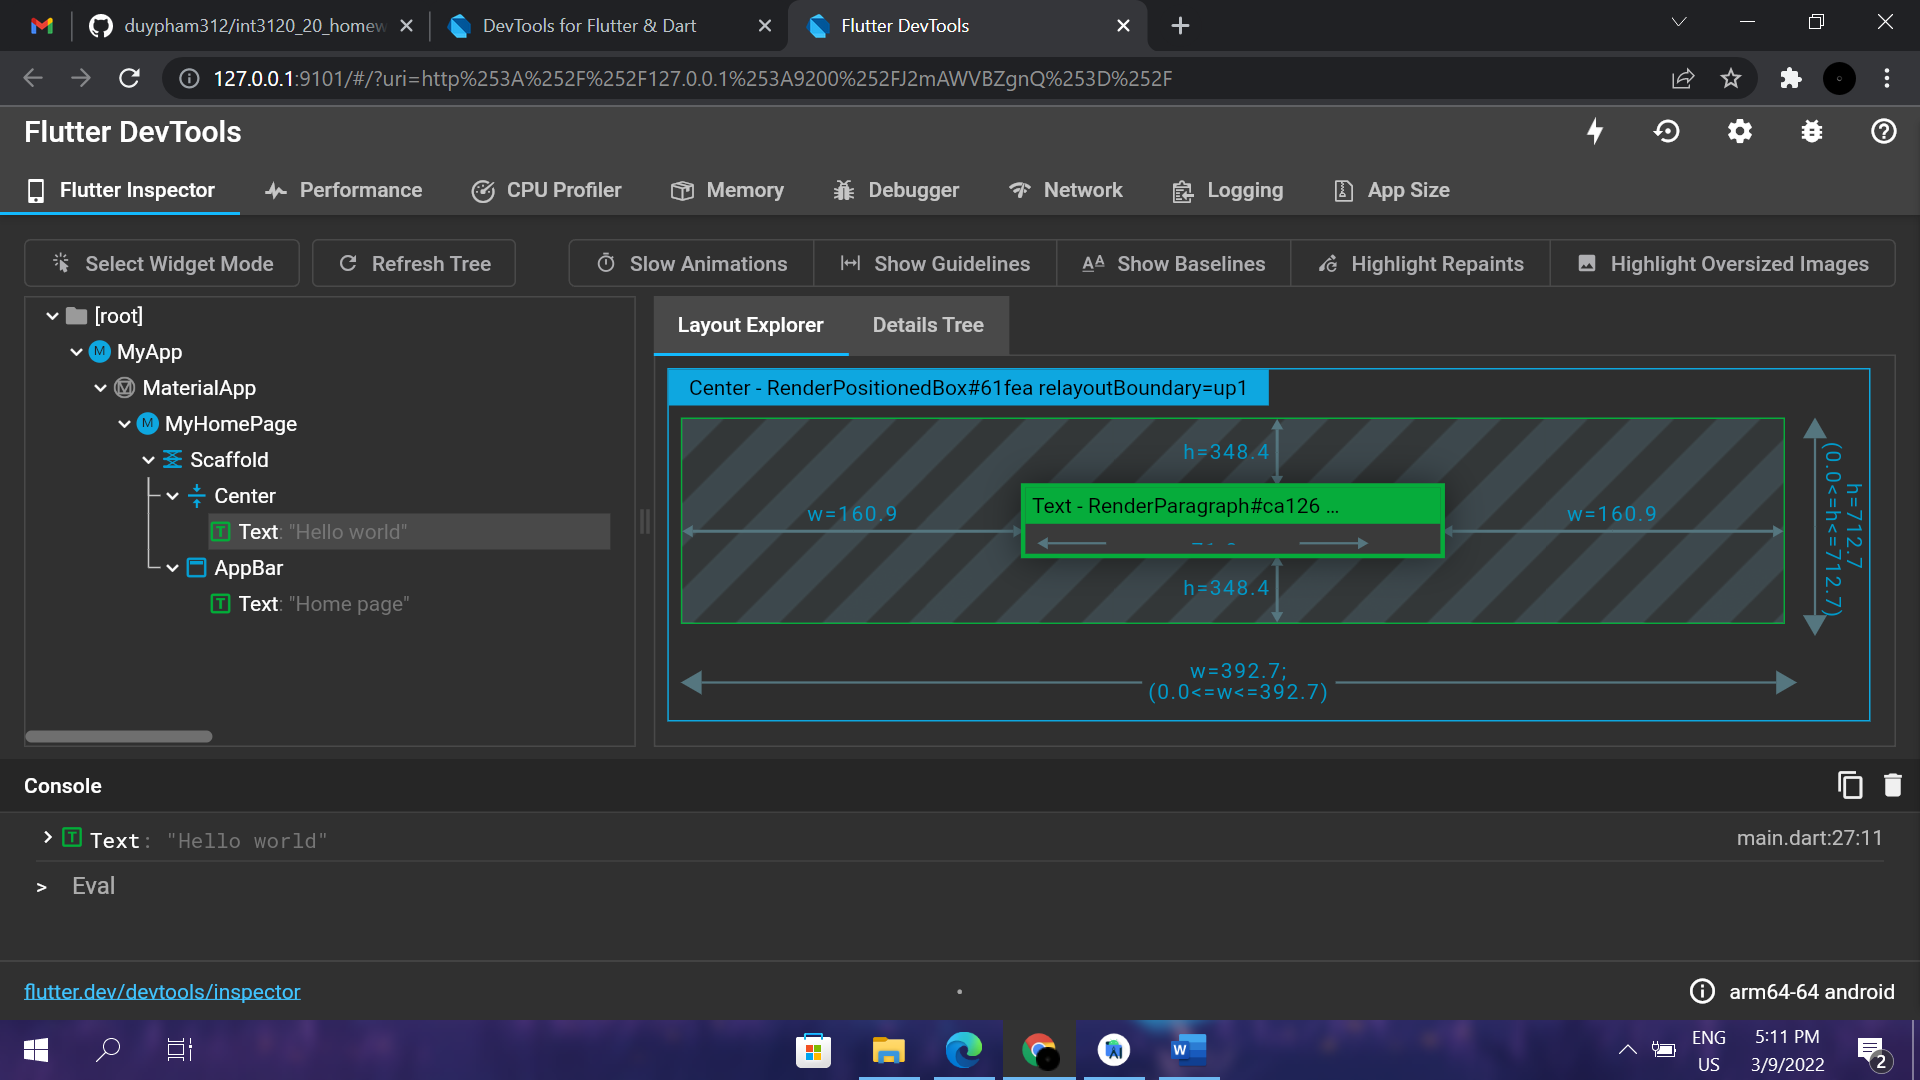 duypham312/int3120_20_homew
DevTools for Flutter & Dart
Flutter DevTools
127.0.0.1:9101/#/?uri=http%253A%252F%252F127.0.0.1%253A9200%252FJ2mAWVBZgnQ%253D%252F
Flutter DevTools
Flutter Inspector
Performance
CPU Profiler
Memory
Debugger
Network
Logging
App Size
Select Widget Mode
Refresh Tree
Slow Animations
Show Guidelines
Show Baselines
Highlight Repaints
Highlight Oversized Images
[root]
M MyApp
MaterialApp
M MyHomePage
Scaffold
Center
T Text: "Hello world"
AppBar
T Text: "Home page"
Layout Explorer
Details Tree
Center - RenderPositionedBox#61fea relayoutBoundary=up1
h=348.4
w=160.9
Text - RenderParagraph#ca126 ...
w=160.9
h=348.4
h=712.7
(0.0<=h<=712.7)
w=392.7;
(0.0<=w<=392.7)
Console
> T Text: "Hello world"
main.dart:27:11
> Eval
flutter.dev/devtools/inspector
arm64-64 android
W
ENG
US
5:11 PM
3/9/2022
2